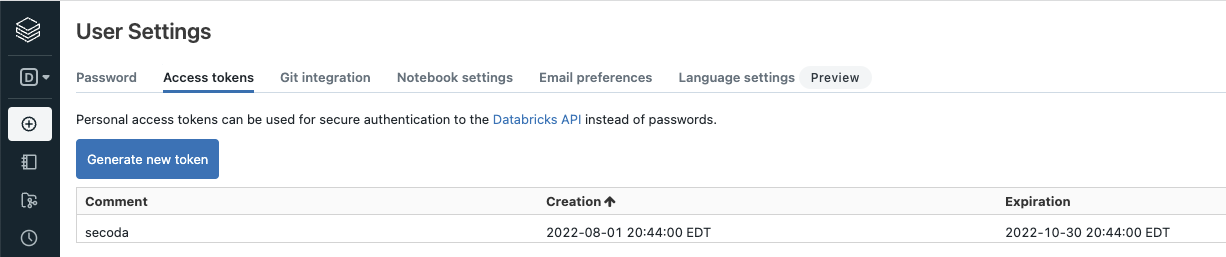 User Settings
D
Password Access tokens Git integration Notebook settings Email preferences Language settings Preview
Personal access tokens can be used for secure authentication to the Databricks API instead of passwords.
Generate new token
Comment Creation Expiration
secoda 2022-08-01 20:44:00 EDT 2022-10-30 20:44:00 EDT